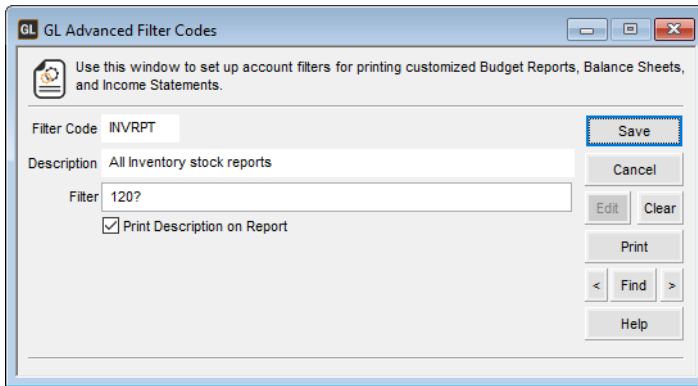 GL GL Advanced Filter Codes
Use this window to set up account filters for printing customized Budget Reports, Balance Sheets,
and Income Statements.
Filter Code INVRPT
Description All Inventory stock reports
Filter 120?
Print Description on Report
Save
Cancel
Edit Clear
Print
< Find >
Help